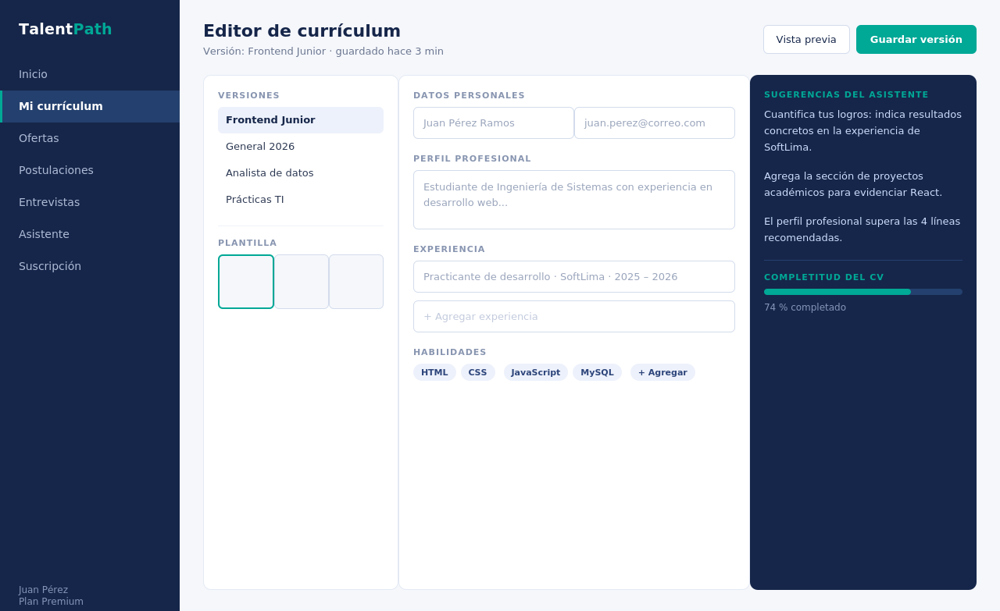 TalentPath
Inicio
Mi currículum
Ofertas
Postulaciones
Entrevistas
Asistente
Suscripción
Juan Pérez
Plan Premium
Editor de currículum
Versión: Frontend Junior · guardado hace 3 min
Vista previa
Guardar versión
VERSIONES
Frontend Junior
General 2026
Analista de datos
Prácticas TI
PLANTILLA
DATOS PERSONALES
Juan Pérez Ramos
juan.perez@correo.com
PERFIL PROFESIONAL
Estudiante de Ingeniería de Sistemas con experiencia en
desarrollo web...
EXPERIENCIA
Practicante de desarrollo · SoftLima · 2025 – 2026
+ Agregar experiencia
HABILIDADES
HTML
CSS
JavaScript
MySQL
+ Agregar
SUGERENCIAS DEL ASISTENTE
Cuantifica tus logros: indica resultados
concretos en la experiencia de
SoftLima.
Agrega la sección de proyectos
académicos para evidenciar React.
El perfil profesional supera las 4 líneas
recomendadas.
COMPLETITUD DEL CV
74 % completado